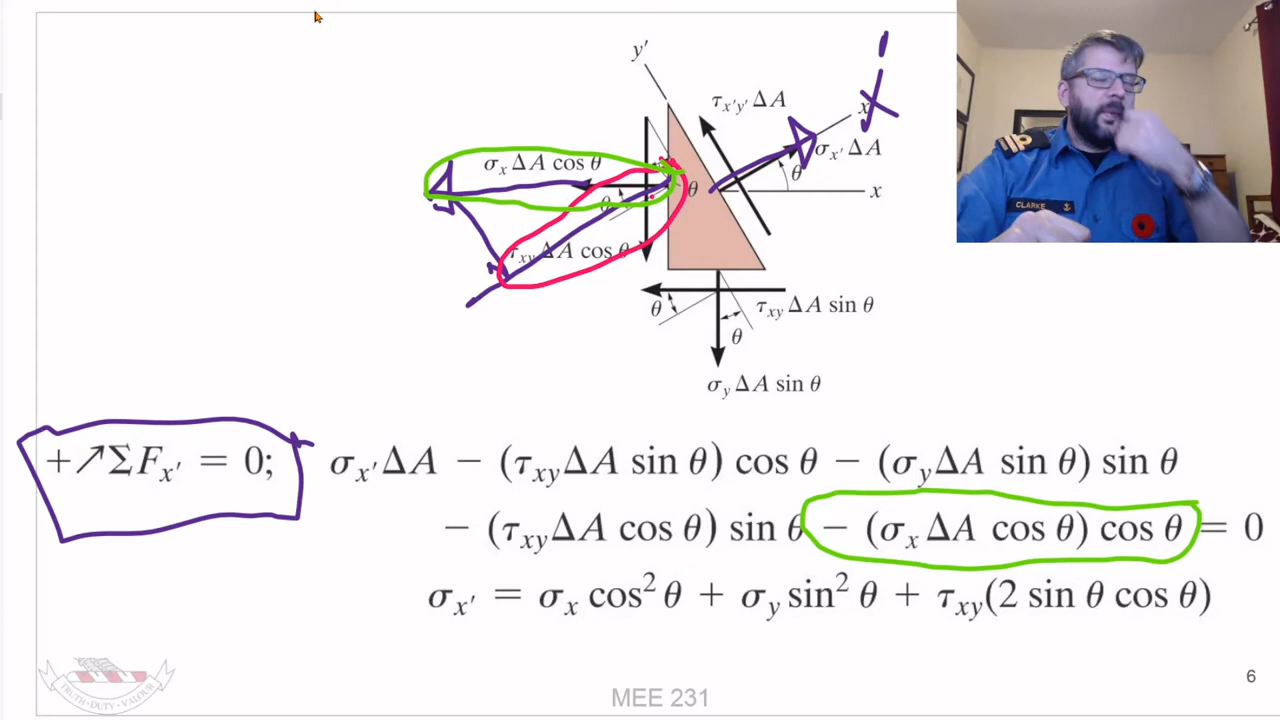 y′
τx′y′ ΔA
x′
σx ΔA cos θ
σx′ ΔA
θ
θ
x
θ
τxy ΔA cos θ
CLARKE
θ
τxy ΔA sin θ
θ
σy ΔA sin θ
+↗ΣFx′ = 0; σx′ΔA − (τxyΔA sin θ) cos θ − (σyΔA sin θ) sin θ
− (τxyΔA cos θ) sin θ − (σxΔA cos θ) cos θ = 0
σx′ = σx cos² θ + σy sin² θ + τxy(2 sin θ cos θ)
TRUTH · DUTY · VALOUR
6
MEE 231